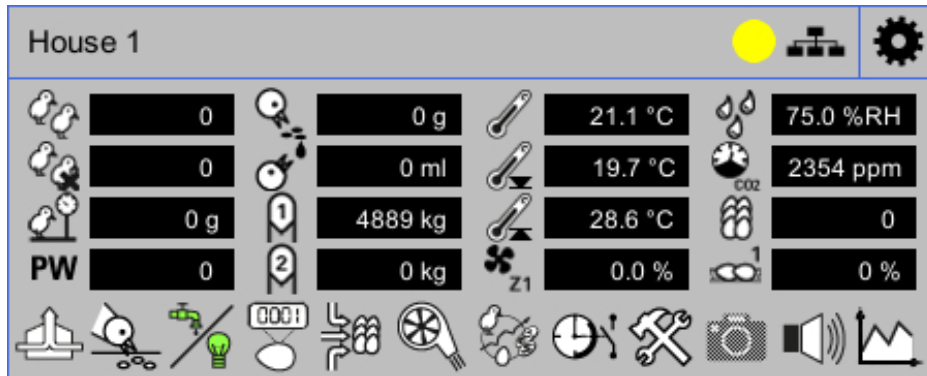 House 1
0 0 g 21.1 °C 75.0 %RH
0 0 ml 19.7 °C CO2 2354 ppm
0 g 1 4889 kg 28.6 °C 0
PW 0 2 0 kg Z1 0.0 % 1 0 %
0001